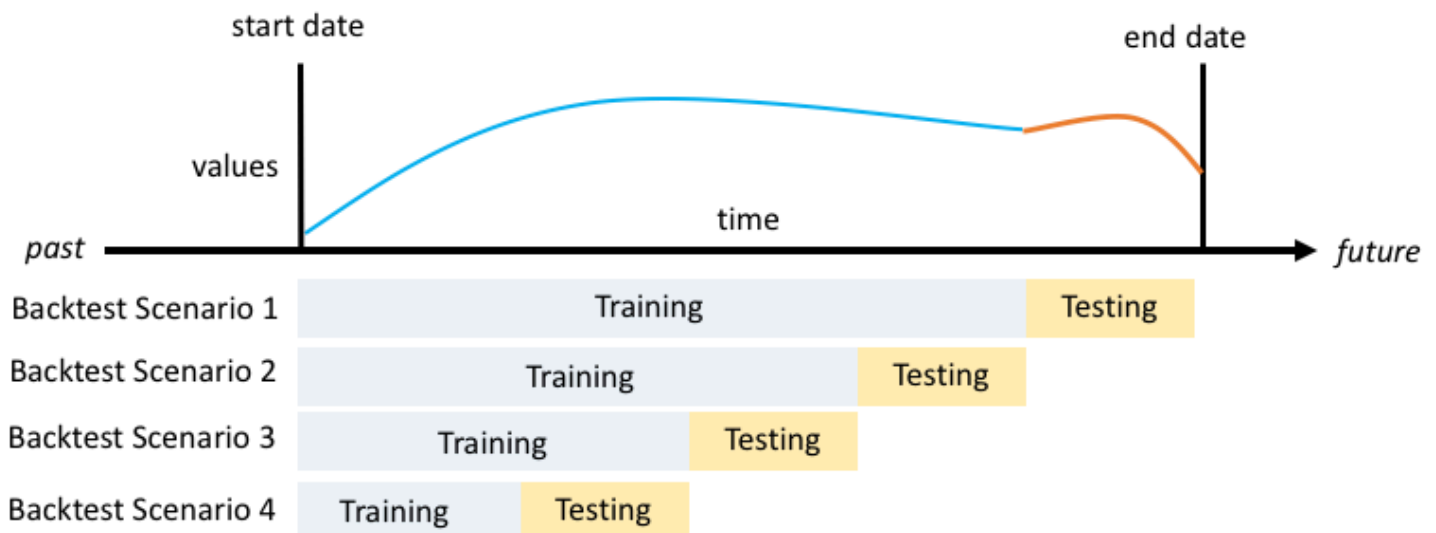 start date
end date
values
time
past
future
Backtest Scenario 1 Training Testing
Backtest Scenario 2 Training Testing
Backtest Scenario 3 Training Testing
Backtest Scenario 4 Training Testing